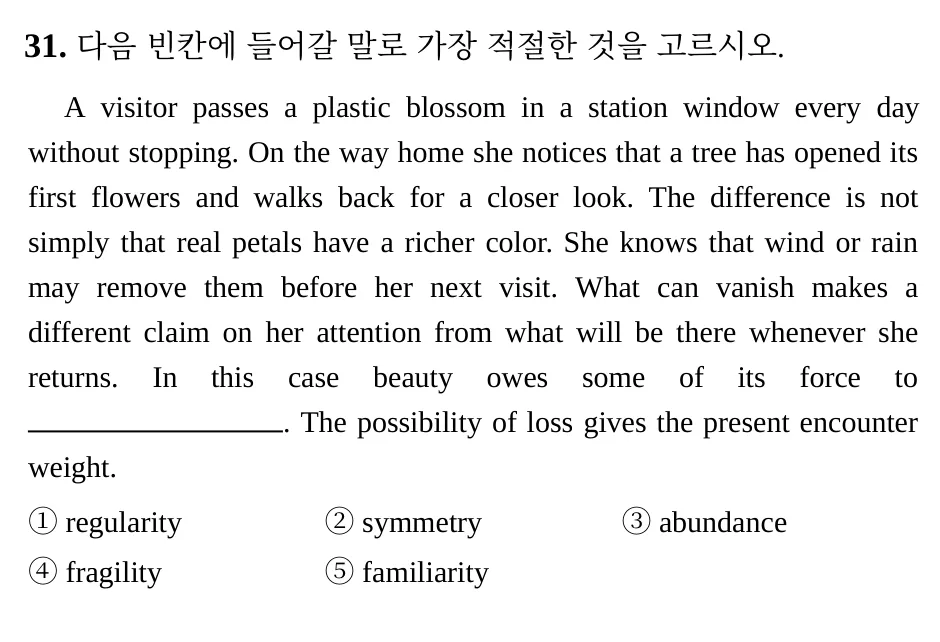 31. 다음 빈칸에 들어갈 말로 가장 적절한 것을 고르시오.
A visitor passes a plastic blossom in a station window every day
without stopping. On the way home she notices that a tree has opened its
first flowers and walks back for a closer look. The difference is not
simply that real petals have a richer color. She knows that wind or rain
may remove them before her next visit. What can vanish makes a
different claim on her attention from what will be there whenever she
returns. In this case beauty owes some of its force to
_________________. The possibility of loss gives the present encounter
weight.
① regularity ② symmetry ③ abundance
④ fragility ⑤ familiarity